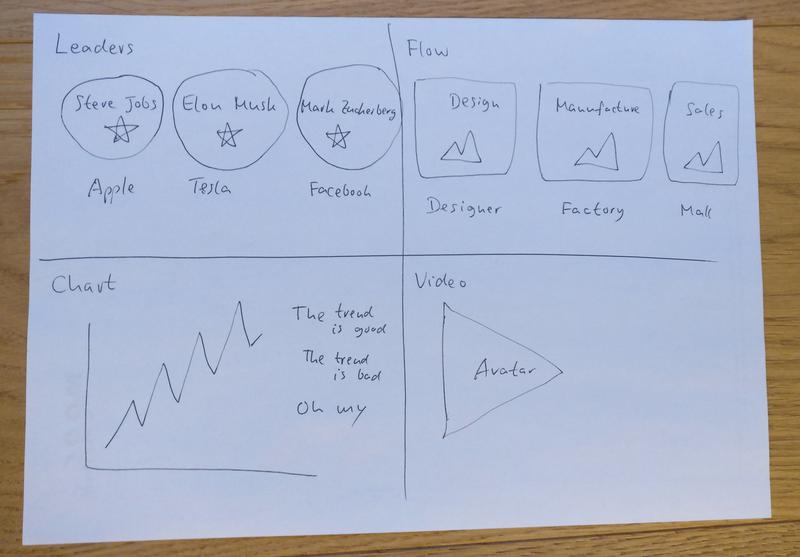 Leaders
Steve Jobs
Elon Musk
Mark Zuckerberg
Apple
Tesla
Facebook
Flow
Design
Manufacture
Sales
Designer
Factory
Mall
Chart
The trend
is good
The trend
is bad
Oh my
Video
Avatar